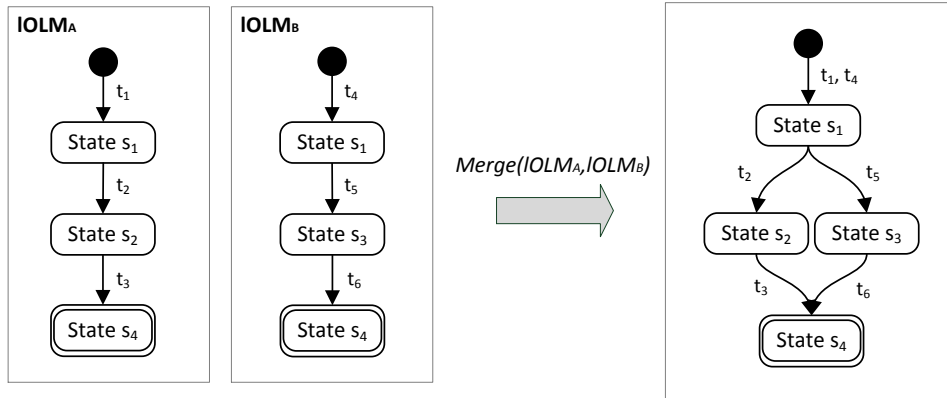 IOLMA
t1
State s1
t2
State s2
t3
State s4
IOLMB
t4
State s1
t5
State s3
t6
State s4
Merge(IOLMA,IOLMB)
t1, t4
State s1
t2
t5
State s2
State s3
t3
t6
State s4